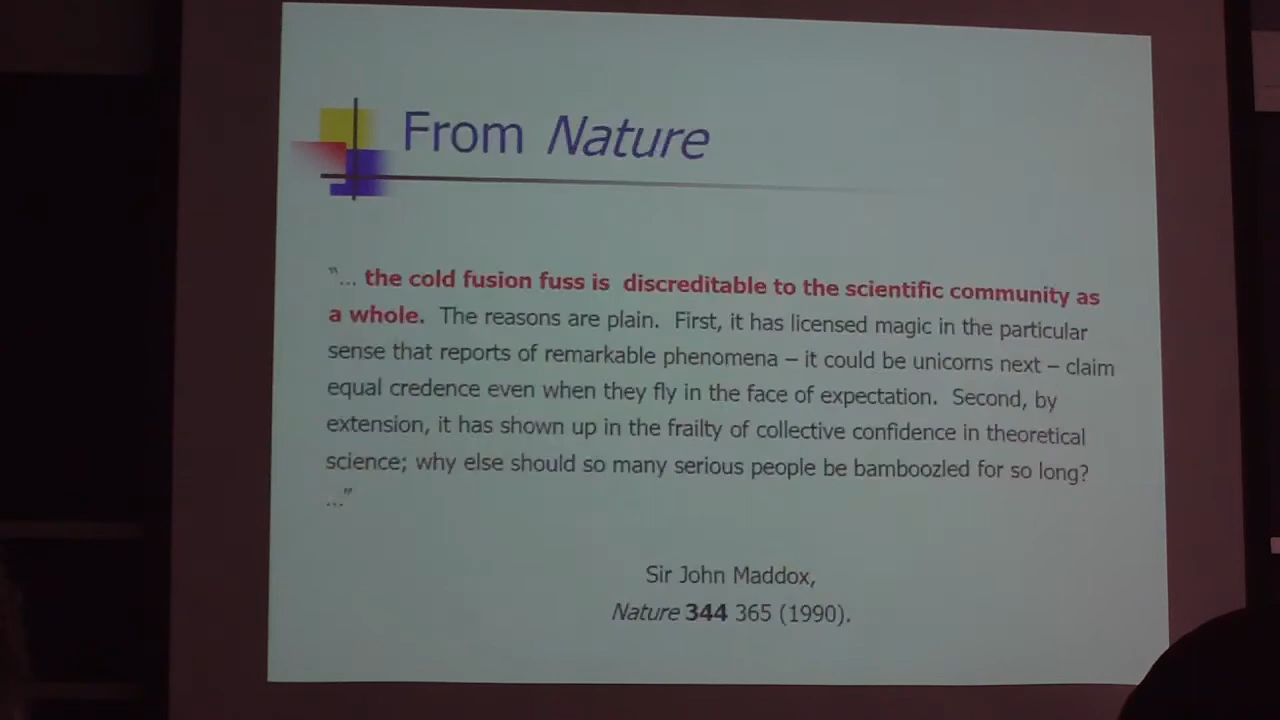 From Nature
"... the cold fusion fuss is discreditable to the scientific community as
a whole. The reasons are plain. First, it has licensed magic in the particular
sense that reports of remarkable phenomena – it could be unicorns next – claim
equal credence even when they fly in the face of expectation. Second, by
extension, it has shown up in the frailty of collective confidence in theoretical
science; why else should so many serious people be bamboozled for so long?
..."
Sir John Maddox,
Nature 344 365 (1990).